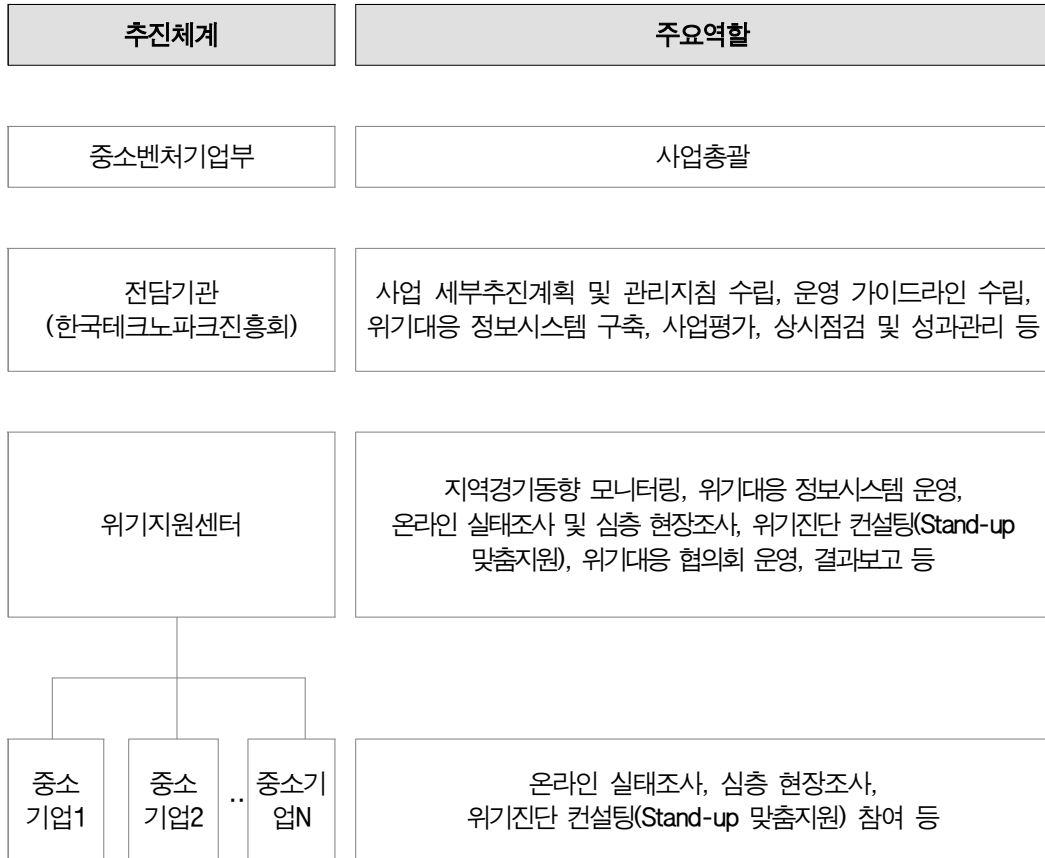 추진체계
주요역할
중소벤처기업부
사업총괄
전담기관
(한국테크노파크진흥회)
사업 세부추진계획 및 관리지침 수립, 운영 가이드라인 수립,
위기대응 정보시스템 구축, 사업평가, 상시점검 및 성과관리 등
위기지원센터
지역경기동향 모니터링, 위기대응 정보시스템 운영,
온라인 실태조사 및 심층 현장조사, 위기진단 컨설팅(Stand-up
맞춤지원), 위기대응 협의회 운영, 결과보고 등
중소
기업1
중소
기업2
..
중소기
업N
온라인 실태조사, 심층 현장조사,
위기진단 컨설팅(Stand-up 맞춤지원) 참여 등